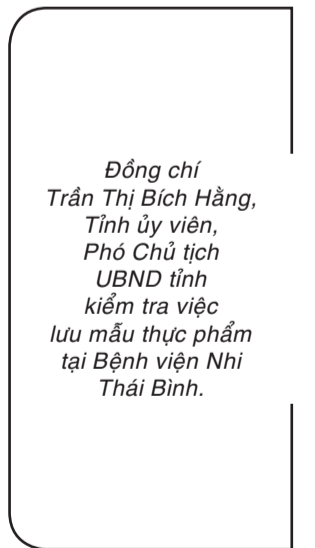 Đồng chí
Trần Thị Bích Hằng,
Tỉnh ủy viên,
Phó Chủ tịch
UBND tỉnh
kiểm tra việc
lưu mẫu thực phẩm
tại Bệnh viện Nhi
Thái Bình.